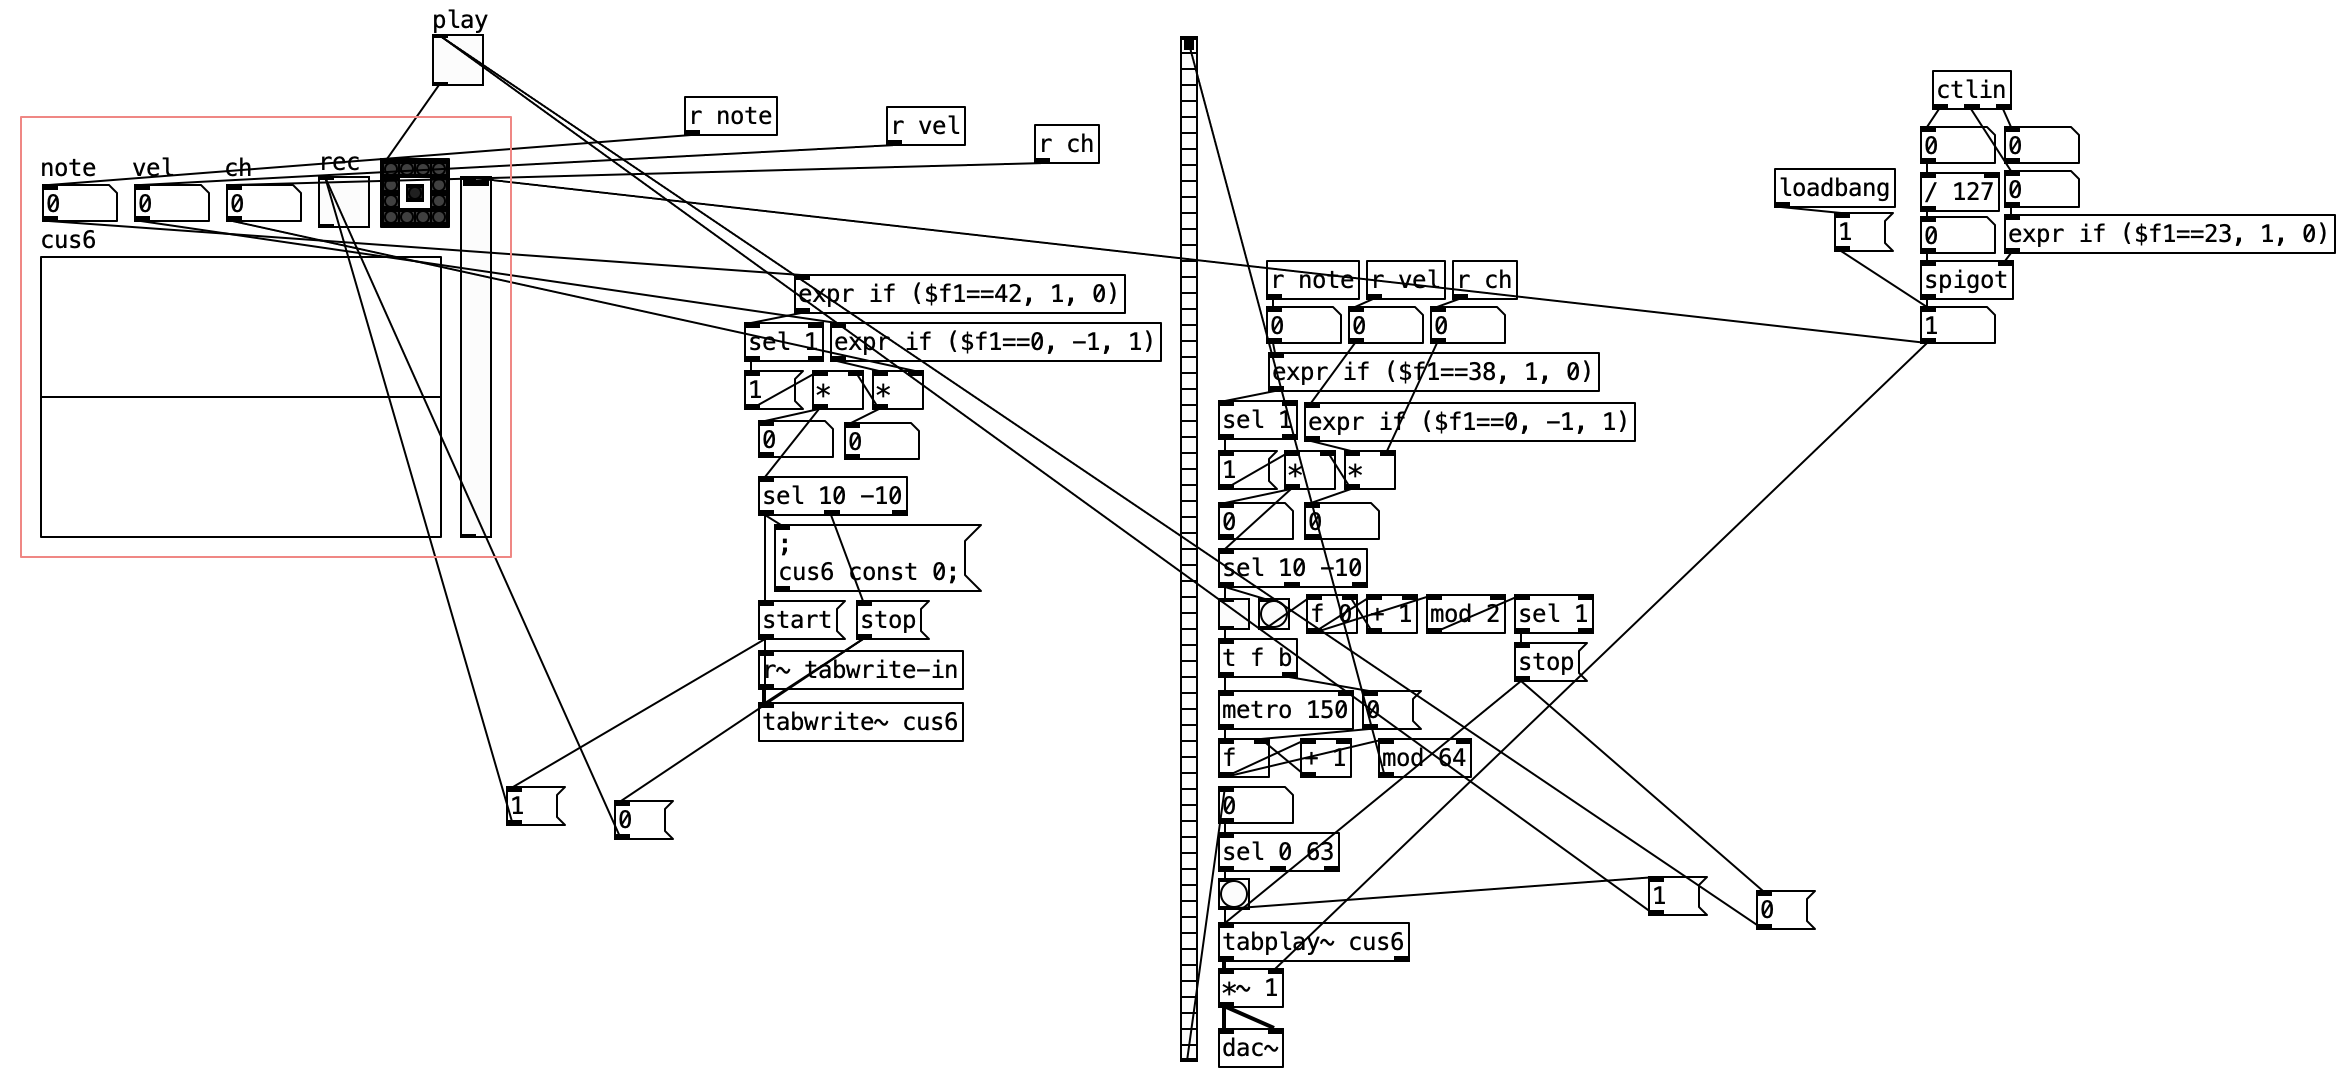 play
r note
r vel
r ch
note
vel
ch
rec
0
0
0
cus6
expr if ($f1==42, 1, 0)
sel 1
expr if ($f1==0, -1, 1)
1
*
*
0
0
sel 10 -10
;
cus6 const 0;
start
stop
r~ tabwrite-in
tabwrite~ cus6
1
0
r note
r vel
r ch
0
0
0
expr if ($f1==38, 1, 0)
sel 1
expr if ($f1==0, -1, 1)
1
*
*
0
0
sel 10 -10
f 0
+ 1
mod 2
sel 1
t f b
stop
metro 150
0
f
+ 1
mod 64
0
sel 0 63
1
0
tabplay~ cus6
*~ 1
dac~
ctlin
0
0
loadbang
/ 127
0
1
0
expr if ($f1==23, 1, 0)
spigot
1